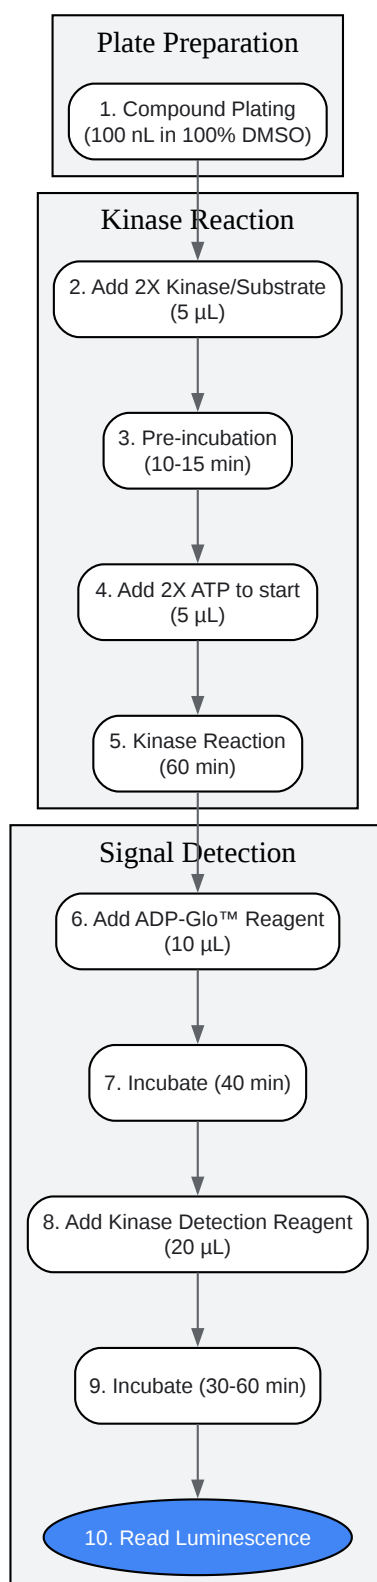 Plate Preparation
1. Compound Plating
(100 nL in 100% DMSO)
Kinase Reaction
2. Add 2X Kinase/Substrate
(5 µL)
3. Pre-incubation
(10-15 min)
4. Add 2X ATP to start
(5 µL)
5. Kinase Reaction
(60 min)
Signal Detection
6. Add ADP-Glo™ Reagent
(10 µL)
7. Incubate (40 min)
8. Add Kinase Detection Reagent
(20 µL)
9. Incubate (30-60 min)
10. Read Luminescence